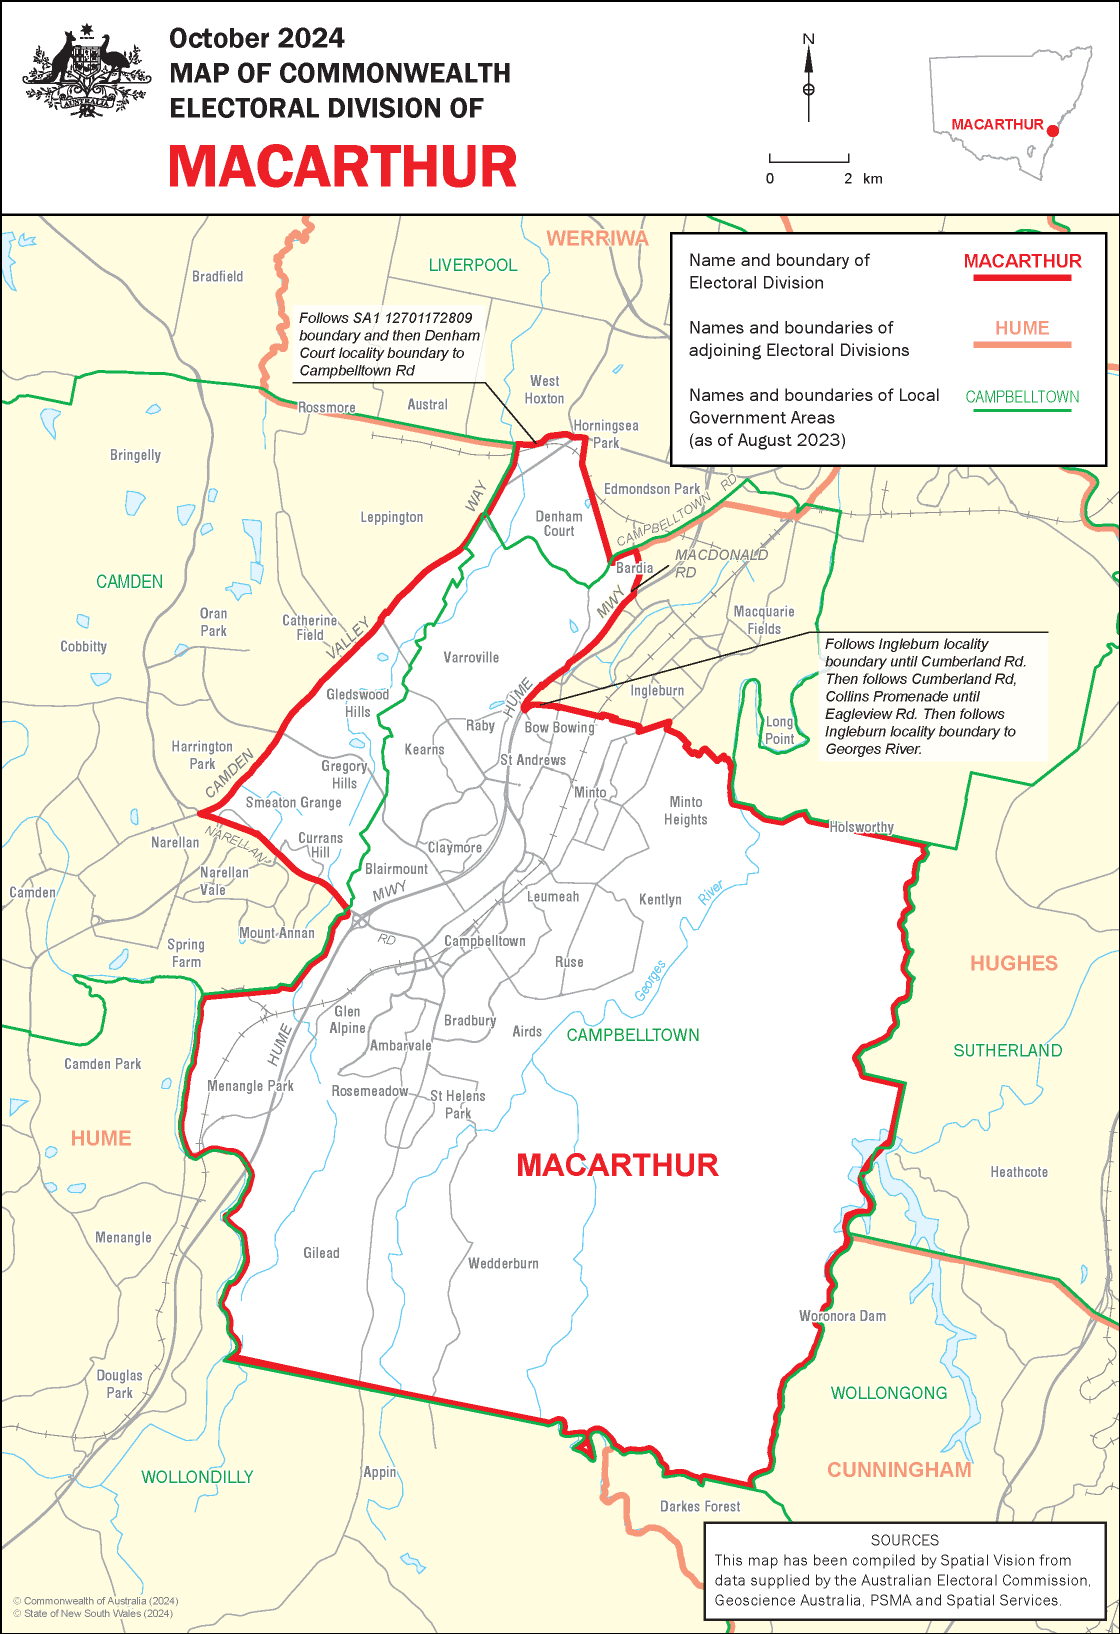 October 2024
MAP OF COMMONWEALTH
ELECTORAL DIVISION OF
MACARTHUR
AUSTRALIA
N
0 2 km
MACARTHUR
Name and boundary of
Electoral Division
MACARTHUR
Names and boundaries of
adjoining Electoral Divisions
HUME
Names and boundaries of Local
Government Areas
(as of August 2023)
CAMPBELLTOWN
WERRIWA
LIVERPOOL
Bradfield
Follows SA1 12701172809
boundary and then Denham
Court locality boundary to
Campbelltown Rd
West
Hoxton
Rossmore
Austral
Horningsea
Park
Bringelly
Edmondson Park
WAY
CAMPBELLTOWN RD
Leppington
Denham
Court
MACDONALD
RD
Bardia
CAMDEN
MWY
Oran
Park
Catherine
Field
VALLEY
Macquarie
Fields
Cobbitty
Varroville
Follows Ingleburn locality
boundary until Cumberland Rd.
Then follows Cumberland Rd,
Collins Promenade until
Eagleview Rd. Then follows
Ingleburn locality boundary to
Georges River.
Gledswood
Hills
HUME
Ingleburn
Raby
Bow Bowing
Long
Point
Harrington
Park
Kearns
St Andrews
CAMDEN
Gregory
Hills
Minto
Smeaton Grange
Minto
Heights
Holsworthy
Narellan
NARELLAN
Currans
Hill
Claymore
Blairmount
Narellan
Vale
Camden
MWY
Leumeah
Kentlyn
River
Mount Annan
RD
Campbelltown
Spring
Farm
Ruse
HUGHES
Georges
Glen
Alpine
Bradbury
Airds
CAMPBELLTOWN
HUME
Ambarvale
SUTHERLAND
Camden Park
Menangle Park
Rosemeadow
St Helens
Park
HUME
MACARTHUR
Heathcote
Menangle
Gilead
Wedderburn
Woronora Dam
Douglas
Park
WOLLONGONG
WOLLONDILLY
Appin
CUNNINGHAM
Darkes Forest
SOURCES
This map has been compiled by Spatial Vision from
data supplied by the Australian Electoral Commission,
Geoscience Australia, PSMA and Spatial Services.
© Commonwealth of Australia (2024)
© State of New South Wales (2024)